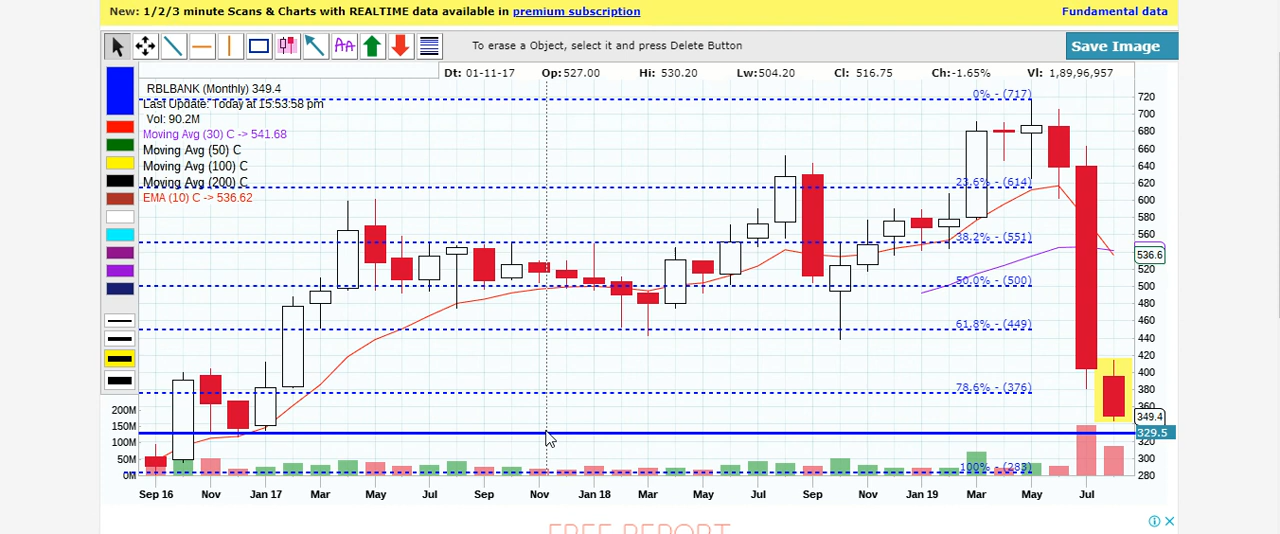 New: 1/2/3 minute Scans & Charts with REALTIME data available in premium subscription
Fundamental data
To erase a Object, select it and press Delete Button
Save Image
Dt: 01-11-17 Op:527.00 Hi: 530.20 Lw:504.20 Cl: 516.75 Ch:-1.65% Vl: 1,89,96,957
RBLBANK (Monthly) 349.4
Last Update: Today at 15:53:58 pm
Vol: 90.2M
Moving Avg (30) C -> 541.68
Moving Avg (50) C
Moving Avg (100) C
Moving Avg (200) C
EMA (10) C -> 536.62
0% - (717)
23.6% - (614)
38.2% - (551)
50.0% - (500)
61.8% - (449)
78.6% - (376)
100% - (283)
720
700
680
660
640
620
600
580
560
536.6
520
500
480
460
440
420
400
380
360
349.4
329.5
320
300
280
200M
150M
100M
50M
0M
Sep 16 Nov Jan 17 Mar May Jul Sep Nov Jan 18 Mar May Jul Sep Nov Jan 19 Mar May Jul
FREE REPORT